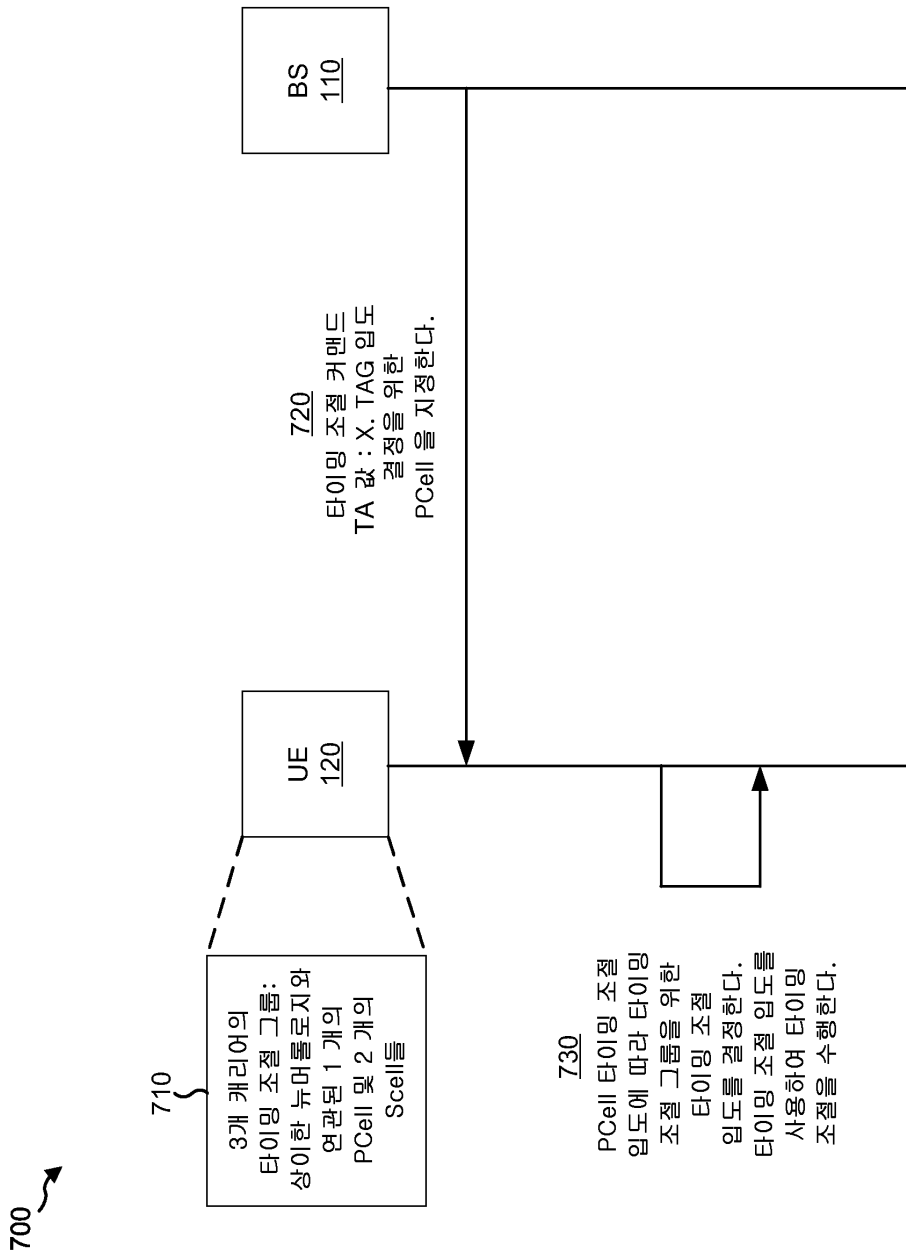 700
710
3개 캐리어의
타이밍 조절 그룹:
상이한 뉴머롤로지와
연관된 1 개의
PCell 및 2 개의
Scell들
UE
120
BS
110
720
타이밍 조절 커맨드
TA 값 : X. TAG 입도
결정을 위한
PCell 을 지정한다.
730
PCell 타이밍 조절
입도에 따라 타이밍
조절 그룹을 위한
타이밍 조절
입도를 결정한다.
타이밍 조절 입도를
사용하여 타이밍
조절을 수행한다.